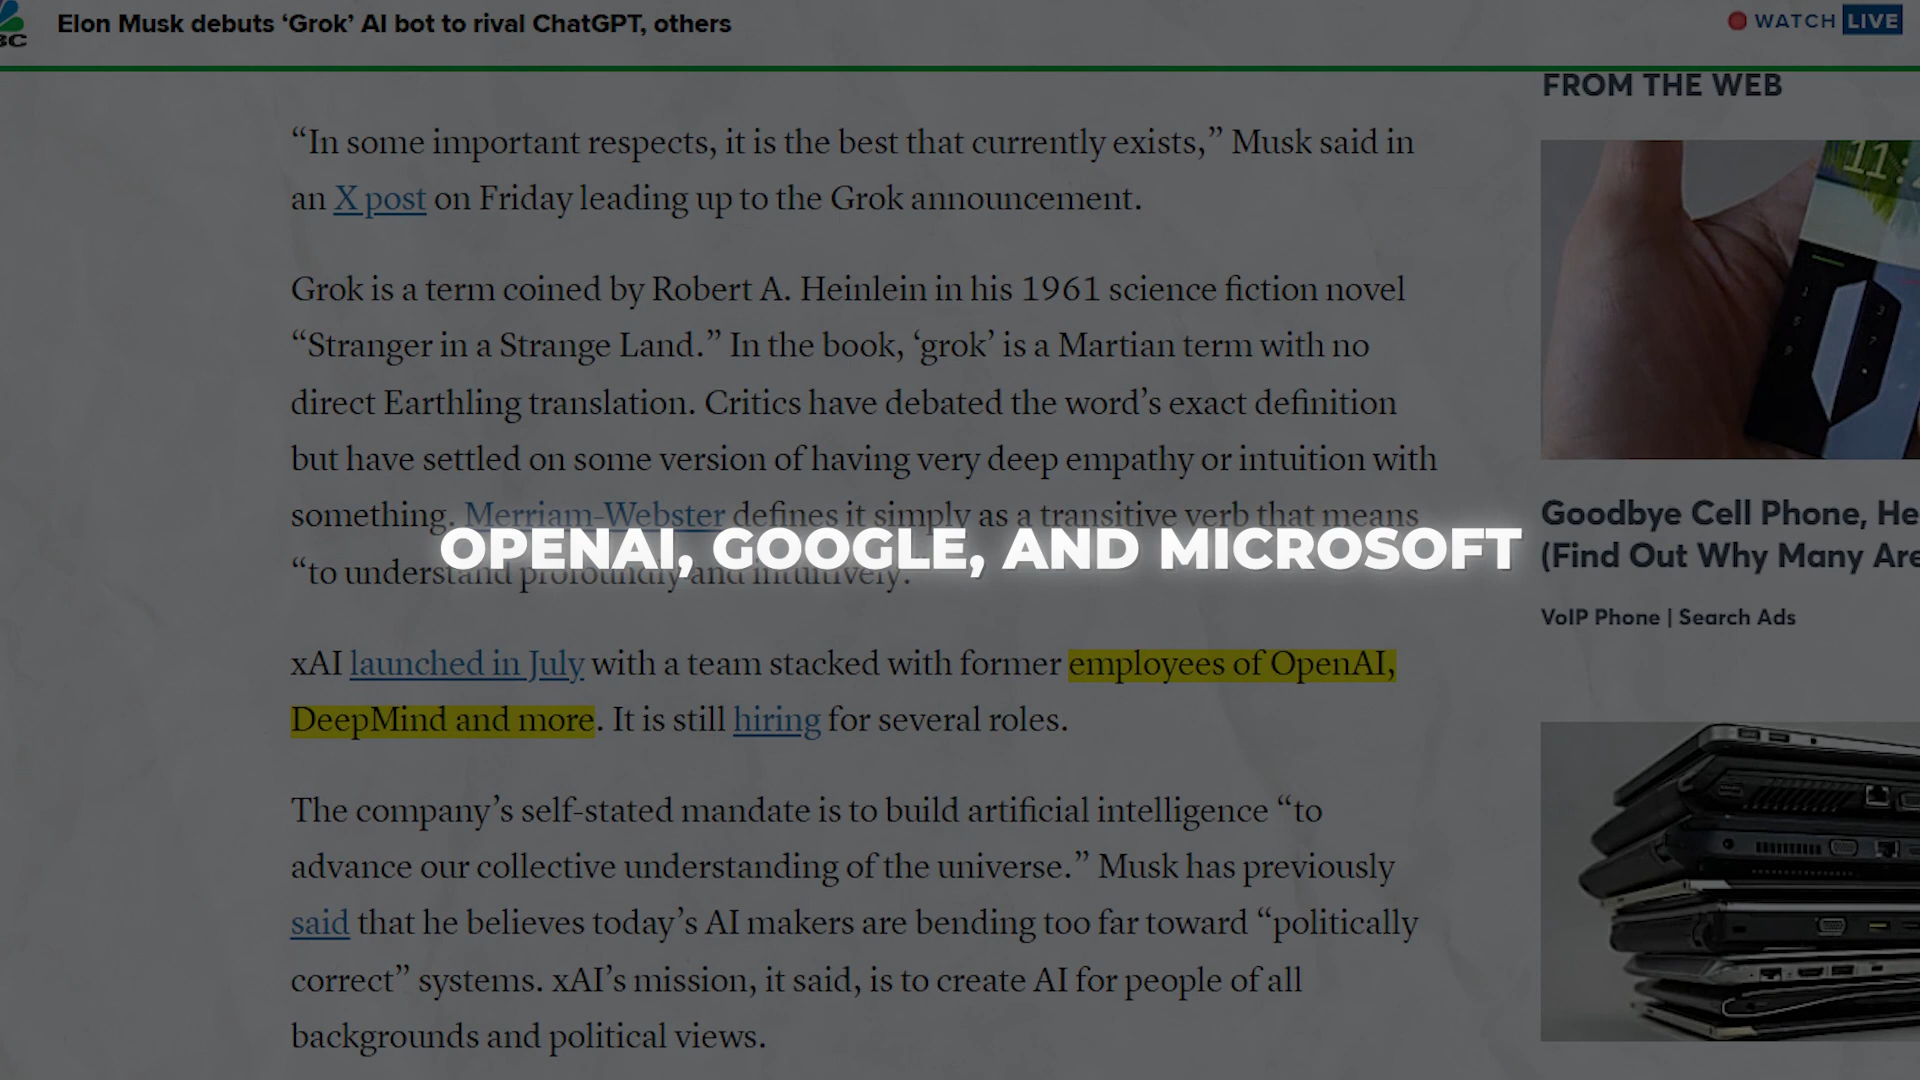 BC
Elon Musk debuts ‘Grok’ AI bot to rival ChatGPT, others
WATCH LIVE
“In some important respects, it is the best that currently exists,” Musk said in
an X post on Friday leading up to the Grok announcement.
Grok is a term coined by Robert A. Heinlein in his 1961 science fiction novel
“Stranger in a Strange Land.” In the book, ‘grok’ is a Martian term with no
direct Earthling translation. Critics have debated the word’s exact definition
but have settled on some version of having very deep empathy or intuition with
something. Merriam-Webster defines it simply as a transitive verb that means
“to understand profoundly and intuitively.”
OPENAI, GOOGLE, AND MICROSOFT
xAI launched in July with a team stacked with former employees of OpenAI,
DeepMind and more. It is still hiring for several roles.
The company’s self-stated mandate is to build artificial intelligence “to
advance our collective understanding of the universe.” Musk has previously
said that he believes today’s AI makers are bending too far toward “politically
correct” systems. xAI’s mission, it said, is to create AI for people of all
backgrounds and political views.
FROM THE WEB
11:
Goodbye Cell Phone, He
(Find Out Why Many Are
VoIP Phone | Search Ads